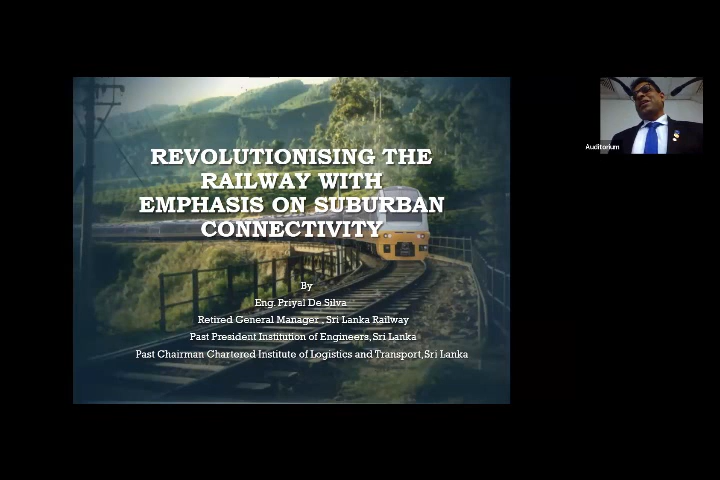 REVOLUTIONISING THE
RAILWAY WITH
EMPHASIS ON SUBURBAN
CONNECTIVITY
By
Eng. Priyal De Silva
Retired General Manager , Sri Lanka Railway
Past President Institution of Engineers,Sri Lanka
Past Chairman Chartered Institute of Logistics and Transport,Sri Lanka
Auditorium